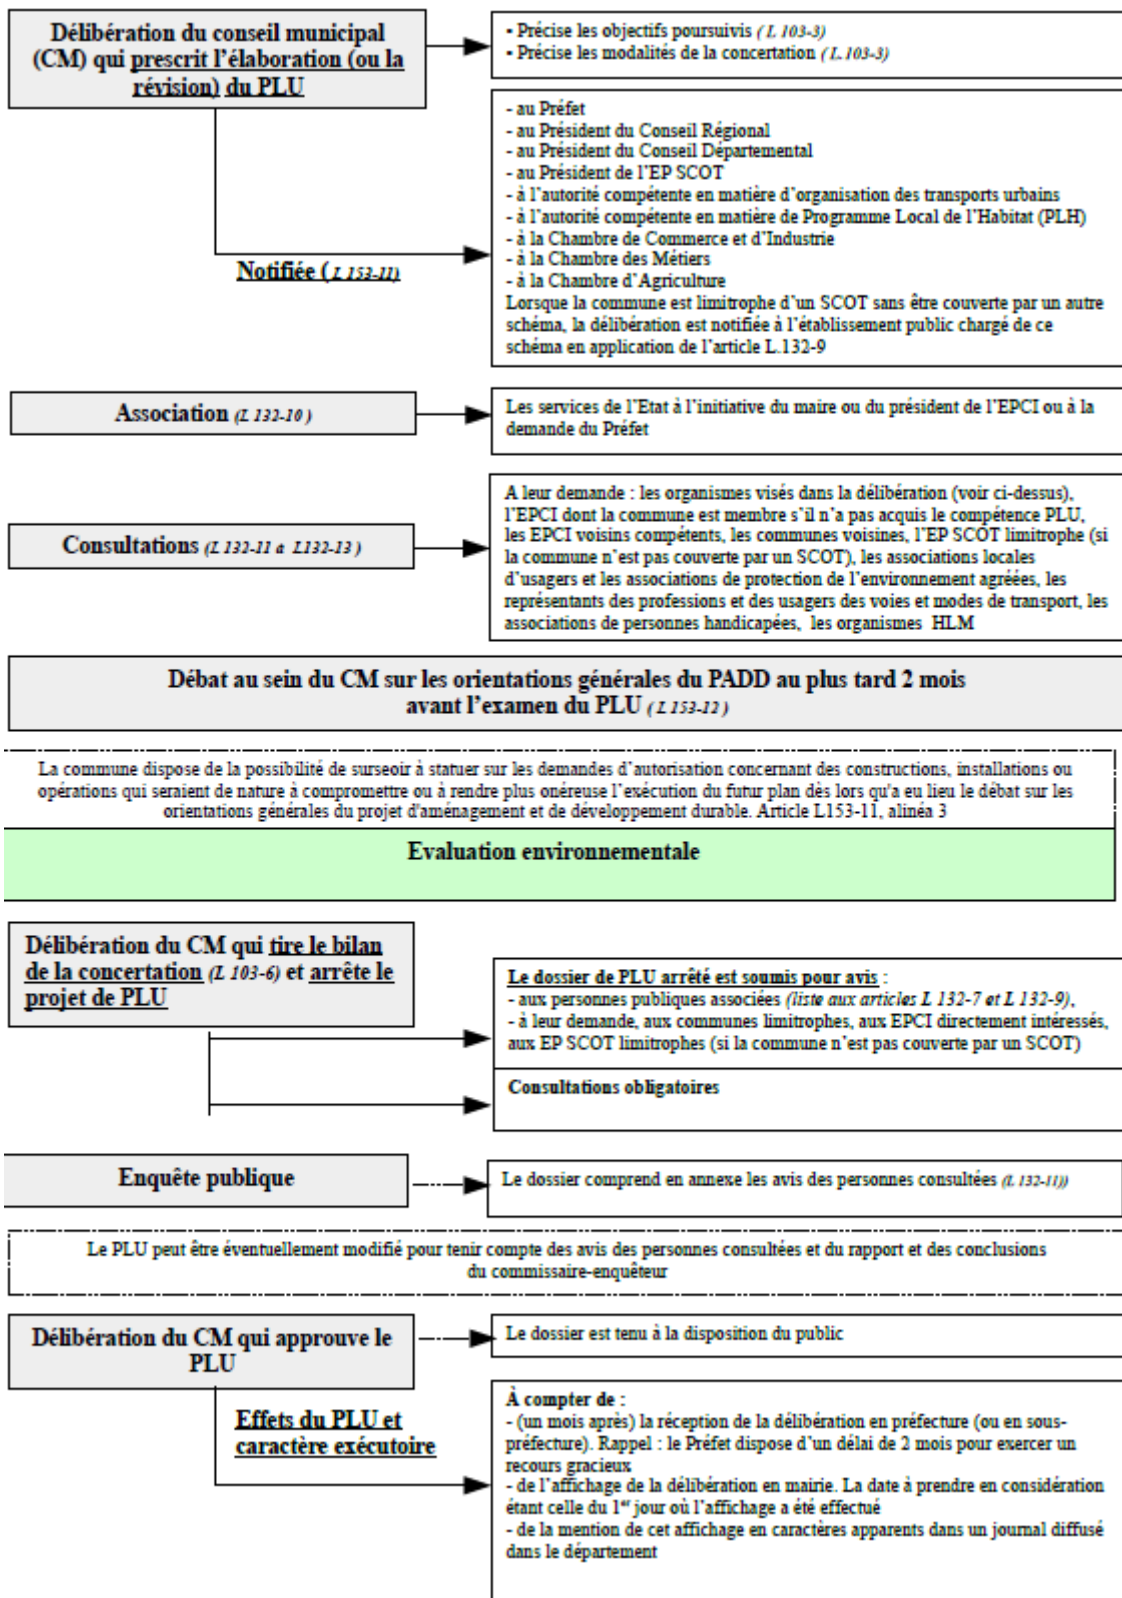 Délibération du conseil municipal
(CM) qui prescrit l'élaboration (ou la
révision) du PLU
▪ Précise les objectifs poursuivis (L 103-3)
▪ Précise les modalités de la concertation (L.103-3)
Notifiée (L 153-11)
- au Préfet
- au Président du Conseil Régional
- au Président du Conseil Départemental
- au Président de l'EP SCOT
- à l'autorité compétente en matière d'organisation des transports urbains
- à l'autorité compétente en matière de Programme Local de l'Habitat (PLH)
- à la Chambre de Commerce et d'Industrie
- à la Chambre des Métiers
- à la Chambre d'Agriculture
Lorsque la commune est limitrophe d'un SCOT sans être couverte par un autre
schéma, la délibération est notifiée à l'établissement public chargé de ce
schéma en application de l'article L.132-9
Association (L 132-10 )
Les services de l'Etat à l'initiative du maire ou du président de l'EPCI ou à la
demande du Préfet
Consultations (L 132-11 à L132-13 )
A leur demande : les organismes visés dans la délibération (voir ci-dessus),
l'EPCI dont la commune est membre s'il n'a pas acquis le compétence PLU,
les EPCI voisins compétents, les communes voisines, l'EP SCOT limitrophe (si
la commune n'est pas couverte par un SCOT), les associations locales
d'usagers et les associations de protection de l'environnement agréées, les
représentants des professions et des usagers des voies et modes de transport, les
associations de personnes handicapées, les organismes HLM
Débat au sein du CM sur les orientations générales du PADD au plus tard 2 mois
avant l'examen du PLU ( L 153-12 )
La commune dispose de la possibilité de surseoir à statuer sur les demandes d'autorisation concernant des constructions, installations ou
opérations qui seraient de nature à compromettre ou à rendre plus onéreuse l'exécution du futur plan dès lors qu'a eu lieu le débat sur les
orientations générales du projet d'aménagement et de développement durable. Article L153-11, alinéa 3
Evaluation environnementale
Délibération du CM qui tire le bilan
de la concertation (L 103-6) et arrête le
projet de PLU
Le dossier de PLU arrêté est soumis pour avis :
- aux personnes publiques associées (liste aux articles L 132-7 et L 132-9),
- à leur demande, aux communes limitrophes, aux EPCI directement intéressés,
aux EP SCOT limitrophes (si la commune n'est pas couverte par un SCOT)
Consultations obligatoires
Enquête publique
Le dossier comprend en annexe les avis des personnes consultées (L 132-11))
Le PLU peut être éventuellement modifié pour tenir compte des avis des personnes consultées et du rapport et des conclusions
du commissaire-enquêteur
Délibération du CM qui approuve le
PLU
Le dossier est tenu à la disposition du public
Effets du PLU et
caractère exécutoire
À compter de :
- (un mois après) la réception de la délibération en préfecture (ou en sous-
préfecture). Rappel : le Préfet dispose d'un délai de 2 mois pour exercer un
recours gracieux
- de l'affichage de la délibération en mairie. La date à prendre en considération
étant celle du 1er jour où l'affichage a été effectué
- de la mention de cet affichage en caractères apparents dans un journal diffusé
dans le département